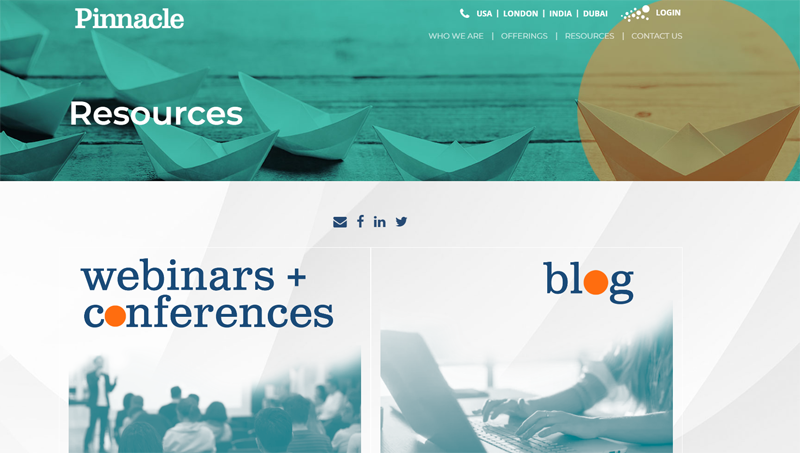 Pinnacle
USA | LONDON | INDIA | DUBAI
LOGIN
WHO WE ARE | OFFERINGS | RESOURCES | CONTACT US
Resources
webinars +
conferences
blog